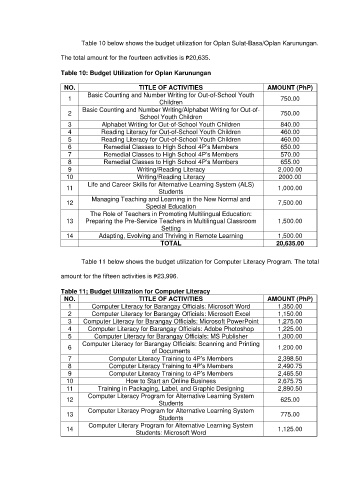 Table 10 below shows the budget utilization for Oplan Sulat-Basa/Oplan Karunungan.
The total amount for the fourteen activities is ₱20,635.
Table 10: Budget Utilization for Oplan Karunungan
NO. TITLE OF ACTIVITIES AMOUNT (PhP)
1 Basic Counting and Number Writing for Out-of-School Youth Children 750.00
2 Basic Counting and Number Writing/Alphabet Writing for Out-of-School Youth Children 750.00
3 Alphabet Writing for Out-of-School Youth Children 840.00
4 Reading Literacy for Out-of-School Youth Children 460.00
5 Reading Literacy for Out-of-School Youth Children 460.00
6 Remedial Classes to High School 4P's Members 650.00
7 Remedial Classes to High School 4P's Members 570.00
8 Remedial Classes to High School 4P's Members 655.00
9 Writing/Reading Literacy 2,000.00
10 Writing/Reading Literacy 2000.00
11 Life and Career Skills for Alternative Learning System (ALS) Students 1,000.00
12 Managing Teaching and Learning in the New Normal and Special Education 7,500.00
13 The Role of Teachers in Promoting Multilingual Education: Preparing the Pre-Service Teachers in Multilingual Classroom Setting 1,500.00
14 Adapting, Evolving and Thriving in Remote Learning 1,500.00
TOTAL 20,635.00
Table 11 below shows the budget utilization for Computer Literacy Program. The total
amount for the fifteen activities is ₱23,996.
Table 11; Budget Utilization for Computer Literacy
NO. TITLE OF ACTIVITIES AMOUNT (PhP)
1 Computer Literacy for Barangay Officials: Microsoft Word 1,350.00
2 Computer Literacy for Barangay Officials: Microsoft Excel 1,150.00
3 Computer Literacy for Barangay Officials: Microsoft PowerPoint 1,275.00
4 Computer Literacy for Barangay Officials: Adobe Photoshop 1,225.00
5 Computer Literacy for Barangay Officials: MS Publisher 1,300.00
6 Computer Literacy for Barangay Officials: Scanning and Printing of Documents 1,200.00
7 Computer Literacy Training to 4P's Members 2,398.50
8 Computer Literacy Training to 4P's Members 2,490.75
9 Computer Literacy Training to 4P's Members 2,465.50
10 How to Start an Online Business 2,675.75
11 Training in Packaging, Label, and Graphic Designing 2,890.50
12 Computer Literacy Program for Alternative Learning System Students 625.00
13 Computer Literacy Program for Alternative Learning System Students 775.00
14 Computer Literary Program for Alternative Learning System Students: Microsoft Word 1,125.00